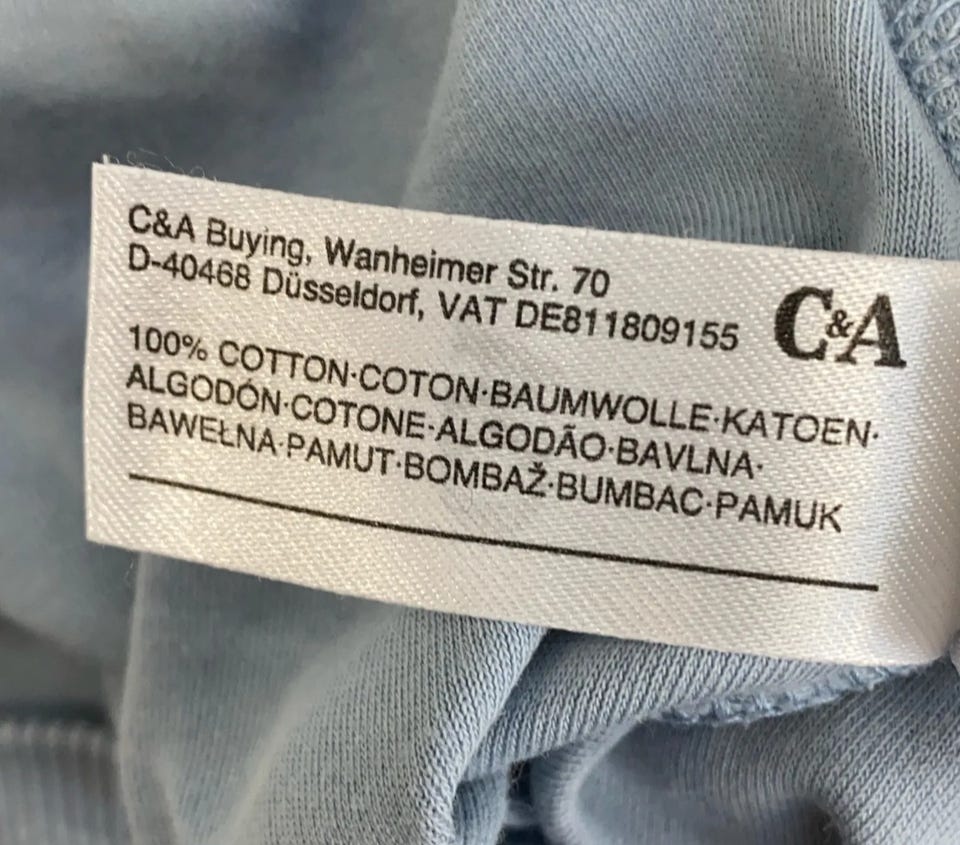 C&A Buying, Wanheimer Str. 70
D-40468 Düsseldorf, VAT DE811809155
C&A
100% COTTON·COTON·BAUMWOLLE·KATOEN·
ALGODÓN·COTONE·ALGODÃO·BAVLNA·
BAWEŁNA·PAMUT·BOMBAŽ·BUMBAC·PAMUK